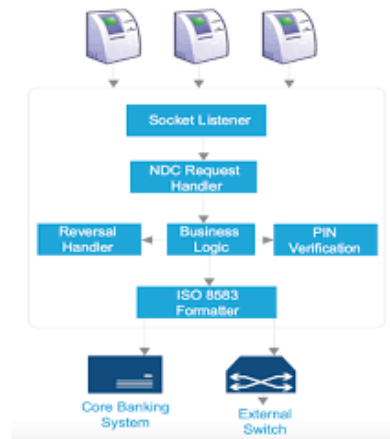 Socket Listener
NDC Request
Handler
Reversal
Handler
Business
Logic
PIN
Verification
ISO 8583
Formatter
Core Banking
System
External
Switch